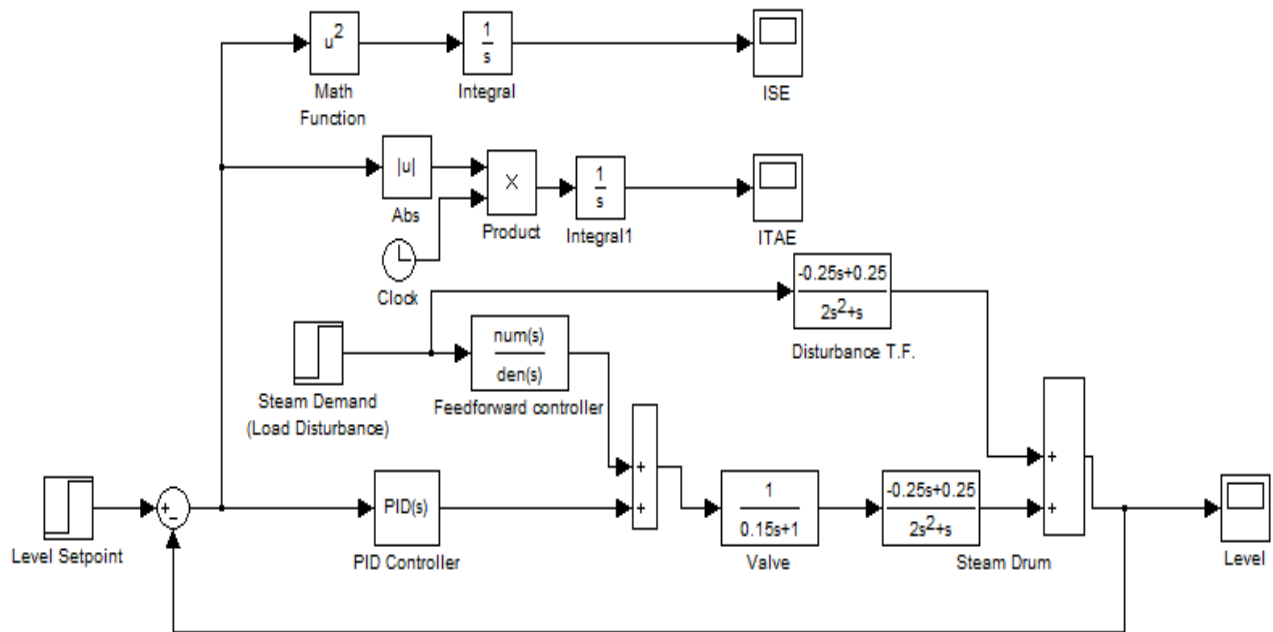 u²
Math
Function
1
s
Integral
ISE
|u|
Abs
Clock
×
Product
1
s
Integral1
ITAE
-0.25s+0.25
2s²+s
Disturbance T.F.
Steam Demand
(Load Disturbance)
num(s)
den(s)
Feedforward controller
+
+
+
+
Level Setpoint
+
−
PID(s)
PID Controller
1
0.15s+1
Valve
-0.25s+0.25
2s²+s
Steam Drum
Level